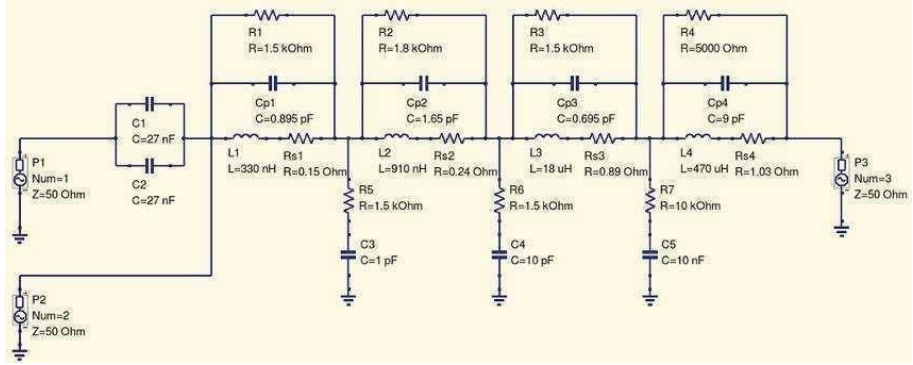 R1
R=1.5 kOhm
R2
R=1.8 kOhm
R3
R=1.5 kOhm
R4
R=5000 Ohm
Cp1
C=0.895 pF
Cp2
C=1.65 pF
Cp3
C=0.695 pF
Cp4
C=9 pF
C1
C=27 nF
C2
C=27 nF
L1
L=330 nH
Rs1
R=0.15 Ohm
L2
L=910 nH
Rs2
R=0.24 Ohm
L3
L=18 uH
Rs3
R=0.89 Ohm
L4
L=470 uH
Rs4
R=1.03 Ohm
P1
Num=1
Z=50 Ohm
P3
Num=3
Z=50 Ohm
R5
R=1.5 kOhm
R6
R=1.5 kOhm
R7
R=10 kOhm
C3
C=1 pF
C4
C=10 pF
C5
C=10 nF
P2
Num=2
Z=50 Ohm